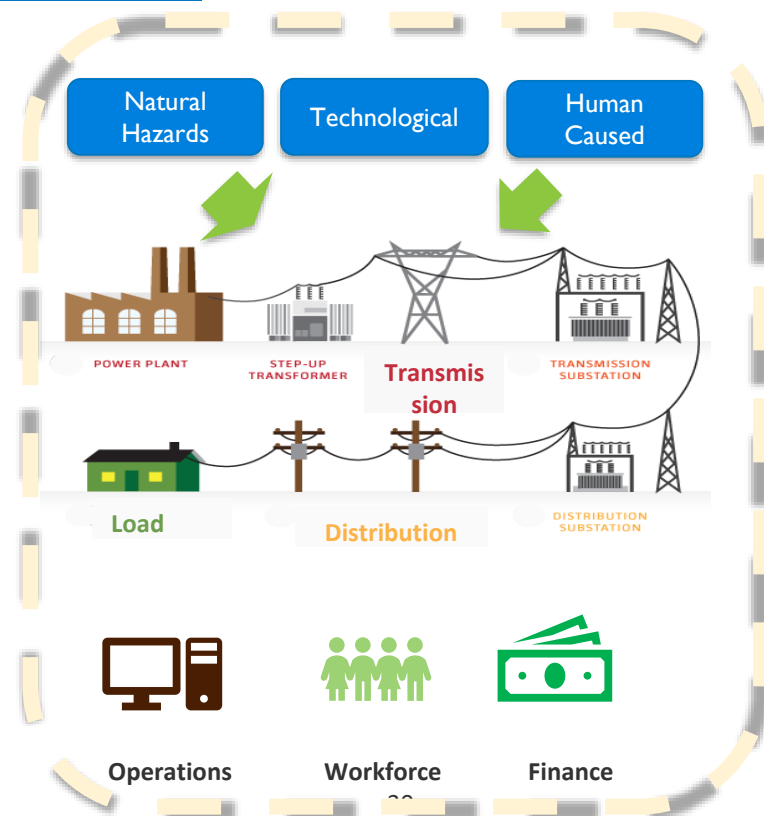 Natural
Hazards
Technological
Human
Caused
POWER PLANT
STEP-UP
TRANSFORMER
Transmis
sion
TRANSMISSION
SUBSTATION
Load
Distribution
DISTRIBUTION
SUBSTATION
Operations
Workforce
Finance